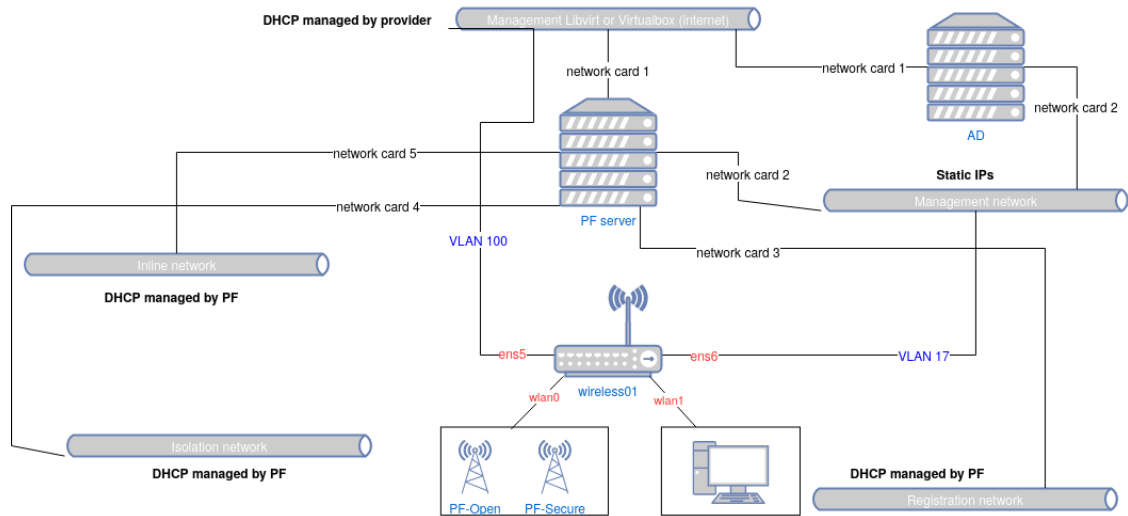 DHCP managed by provider
Management Libvirt or Virtualbox (internet)
network card 1
network card 1
network card 2
AD
network card 5
network card 2
Static IPs
Management network
network card 4
PF server
VLAN 100
network card 3
Inline network
DHCP managed by PF
ens5
ens6
VLAN 17
wireless01
wlan0
wlan1
Isolation network
DHCP managed by PF
DHCP managed by PF
PF-Open
PF-Secure
Registration network